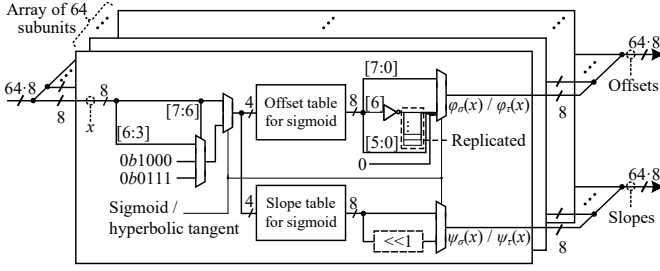 Array of 64
subunits
64·8
8
x
8
[7:6]
[6:3]
0b1000
0b0111
Sigmoid /
hyperbolic tangent
4
Offset table
for sigmoid
8
[7:0]
[6]
[5:0]
0
Replicated
φσ(x) / φτ(x)
8
64·8
Offsets
4
Slope table
for sigmoid
8
<<1
ψσ(x) / ψτ(x)
8
64·8
Slopes